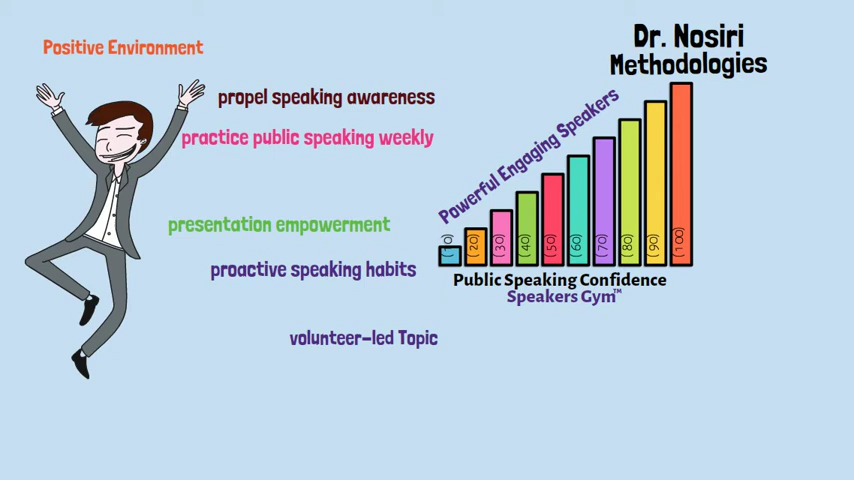 Positive Environment
propel speaking awareness
practice public speaking weekly
presentation empowerment
proactive speaking habits
volunteer-led Topic
Dr. Nosiri
Methodologies
Powerful Engaging Speakers
(10)
(20)
(30)
(40)
(50)
(60)
(70)
(80)
(90)
(100)
Public Speaking Confidence
Speakers Gym™